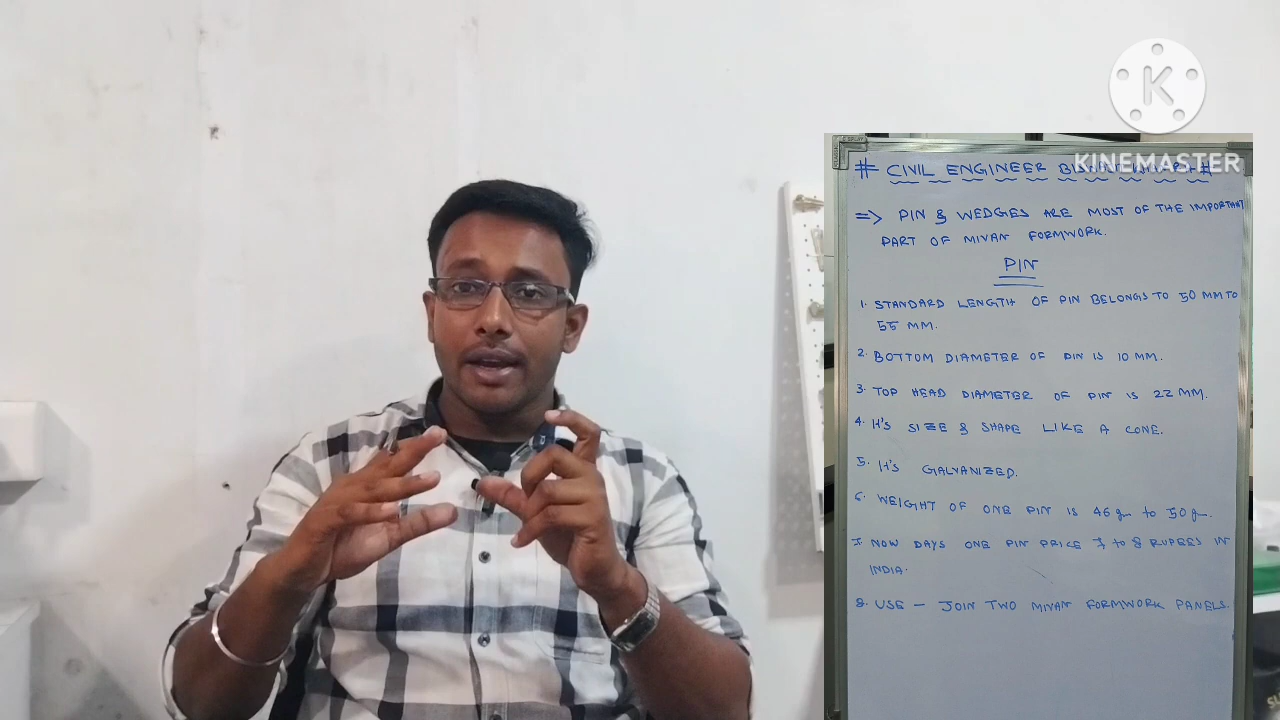 KINEMASTER
# CIVIL ENGINEER #
=> PIN & WEDGES ARE MOST OF THE IMPORTANT
PART OF MIVAN FORMWORK.
PIN
1. STANDARD LENGTH OF PIN BELONGS TO 50 MM TO
55 MM.
2. BOTTOM DIAMETER OF PIN IS 10 MM.
3. TOP HEAD DIAMETER OF PIN IS 22 MM.
4. It's SIZE & SHAPE LIKE A CONE.
5. It's GALVANIZED.
6. WEIGHT OF ONE PIN IS 46 gm to 50 gm.
7. NOW DAYS ONE PIN PRICE 7 to 8 RUPEES IN
INDIA.
8. USE - JOIN TWO MIVAN FORMWORK PANELS.